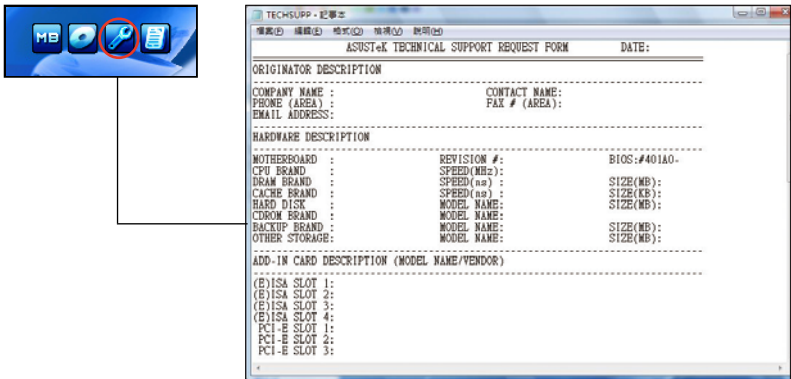 MB
TECHSUPP - 記事本
檔案(F) 編輯(E) 格式(O) 檢視(V) 說明(H)
ASUSTeK TECHNICAL SUPPORT REQUEST FORM DATE:
ORIGINATOR DESCRIPTION
COMPANY NAME : CONTACT NAME:
PHONE (AREA) : FAX # (AREA):
EMAIL ADDRESS:
HARDWARE DESCRIPTION
MOTHERBOARD : REVISION #: BIOS:#401A0-
CPU BRAND : SPEED(MHz):
DRAM BRAND : SPEED(ns) : SIZE(MB):
CACHE BRAND : SPEED(ns) : SIZE(KB):
HARD DISK : MODEL NAME: SIZE(MB):
CDROM BRAND : MODEL NAME:
BACKUP BRAND : MODEL NAME: SIZE(MB):
OTHER STORAGE: MODEL NAME: SIZE(MB):
ADD-IN CARD DESCRIPTION (MODEL NAME/VENDOR)
(E)ISA SLOT 1:
(E)ISA SLOT 2:
(E)ISA SLOT 3:
(E)ISA SLOT 4:
PCI-E SLOT 1:
PCI-E SLOT 2:
PCI-E SLOT 3: